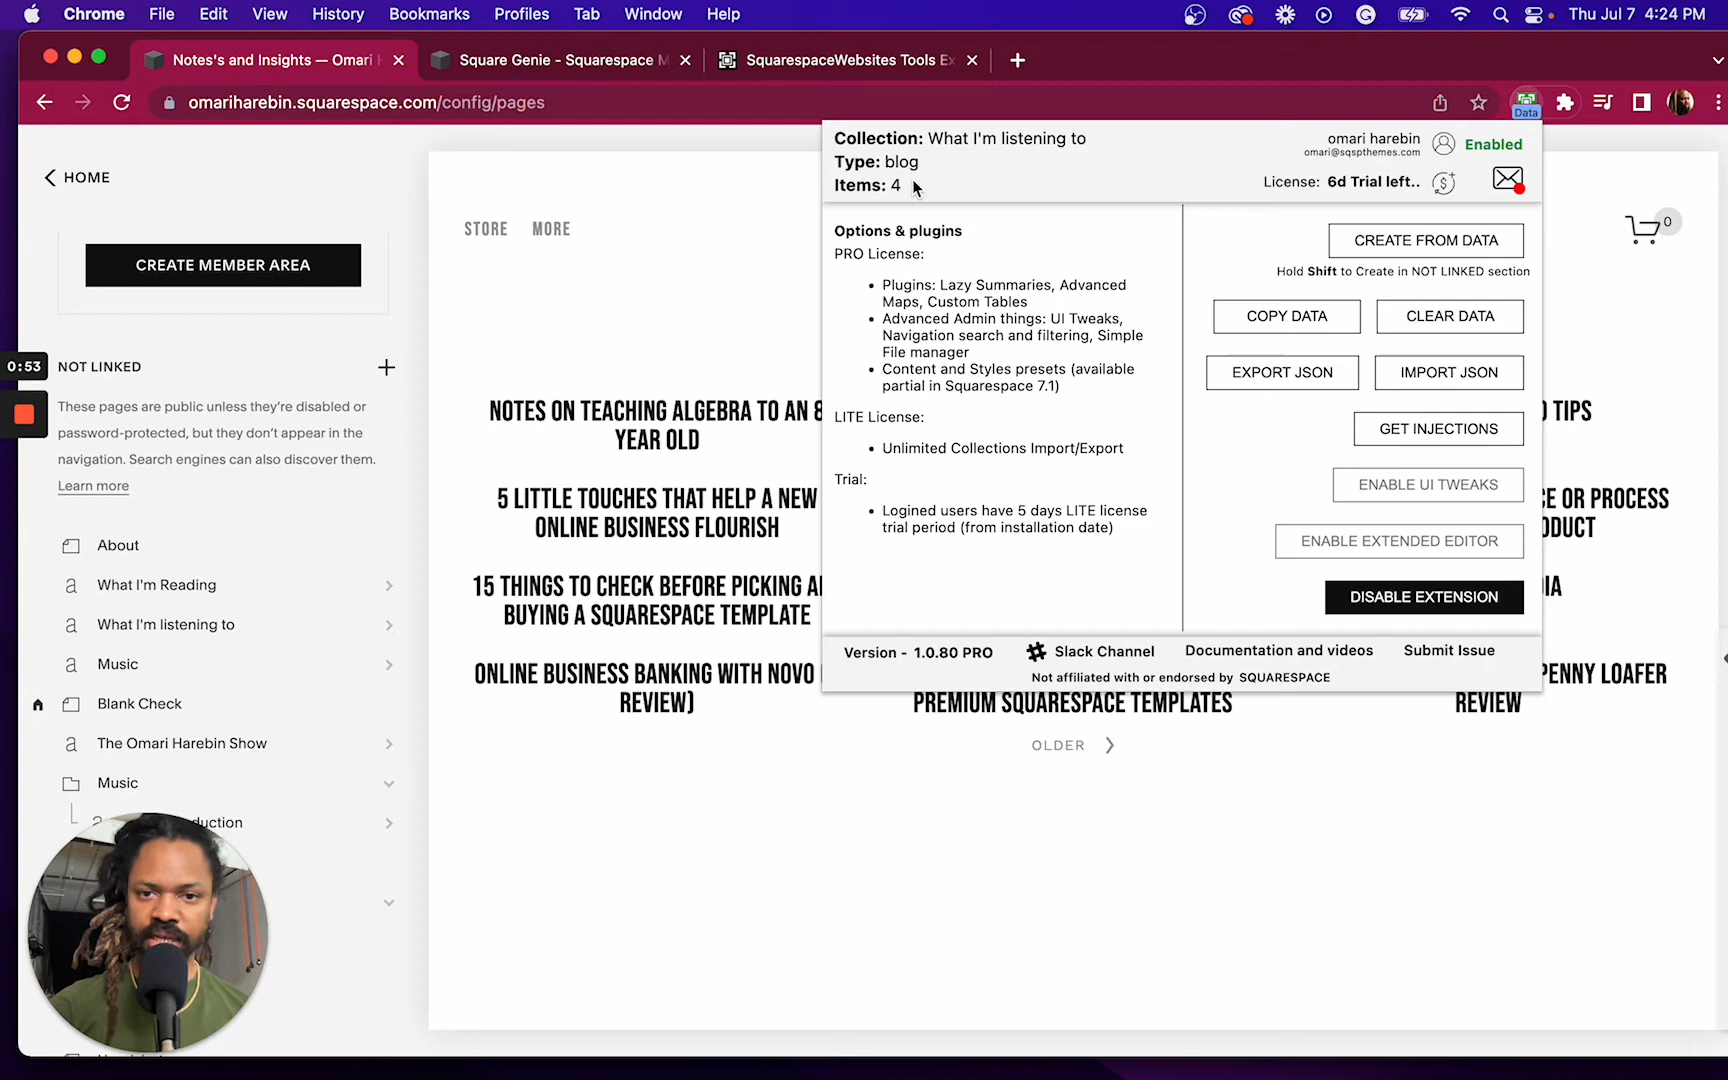 Chrome File Edit View History Bookmarks Profiles Tab Window Help Thu Jul 7 4:24 PM
Notes's and Insights — Omari H
Square Genie - Squarespace M
SquarespaceWebsites Tools Ex
omariharebin.squarespace.com/config/pages
Data
HOME
CREATE MEMBER AREA
0:53
NOT LINKED
These pages are public unless they're disabled or
password-protected, but they don't appear in the
navigation. Search engines can also discover them.
Learn more
About
What I'm Reading
What I'm listening to
Music
Blank Check
The Omari Harebin Show
Music
duction
STORE MORE
0
NOTES ON TEACHING ALGEBRA TO AN 8
YEAR OLD
5 LITTLE TOUCHES THAT HELP A NEW
ONLINE BUSINESS FLOURISH
15 THINGS TO CHECK BEFORE PICKING A
BUYING A SQUARESPACE TEMPLATE
ONLINE BUSINESS BANKING WITH NOVO
REVIEW)
PREMIUM SQUARESPACE TEMPLATES
TIPS
CE OR PROCESS
DUCT
IA
PENNY LOAFER
REVIEW
OLDER
Collection: What I'm listening to
Type: blog
Items: 4
omari harebin
omari@sqspthemes.com
Enabled
License: 6d Trial left..
Options & plugins
PRO License:
• Plugins: Lazy Summaries, Advanced
Maps, Custom Tables
• Advanced Admin things: UI Tweaks,
Navigation search and filtering, Simple
File manager
• Content and Styles presets (available
partial in Squarespace 7.1)
LITE License:
• Unlimited Collections Import/Export
Trial:
• Logined users have 5 days LITE license
trial period (from installation date)
CREATE FROM DATA
Hold Shift to Create in NOT LINKED section
COPY DATA CLEAR DATA
EXPORT JSON IMPORT JSON
GET INJECTIONS
ENABLE UI TWEAKS
ENABLE EXTENDED EDITOR
DISABLE EXTENSION
Version - 1.0.80 PRO Slack Channel Documentation and videos Submit Issue
Not affiliated with or endorsed by SQUARESPACE